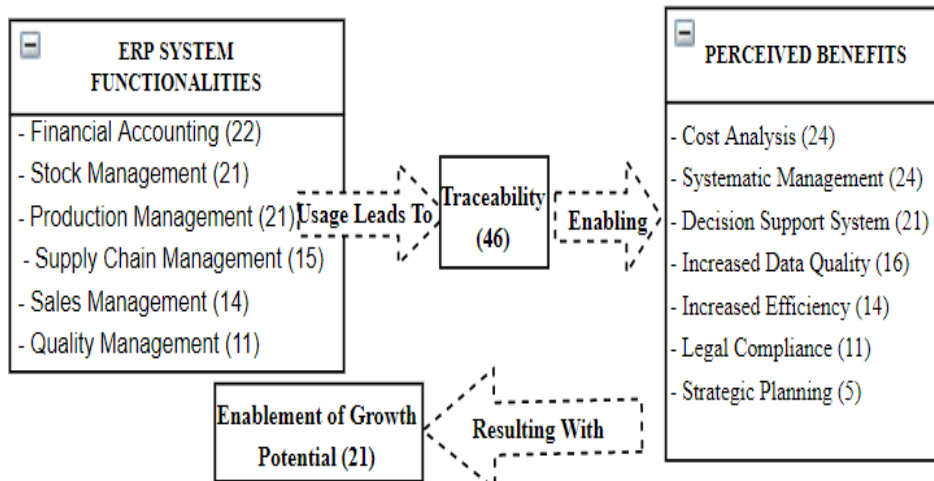 ERP SYSTEM
FUNCTIONALITIES
- Financial Accounting (22)
- Stock Management (21)
- Production Management (21)
- Supply Chain Management (15)
- Sales Management (14)
- Quality Management (11)
Usage Leads To
Traceability
(46)
Enabling
PERCEIVED BENEFITS
- Cost Analysis (24)
- Systematic Management (24)
- Decision Support System (21)
- Increased Data Quality (16)
- Increased Efficiency (14)
- Legal Compliance (11)
- Strategic Planning (5)
Resulting With
Enablement of Growth
Potential (21)